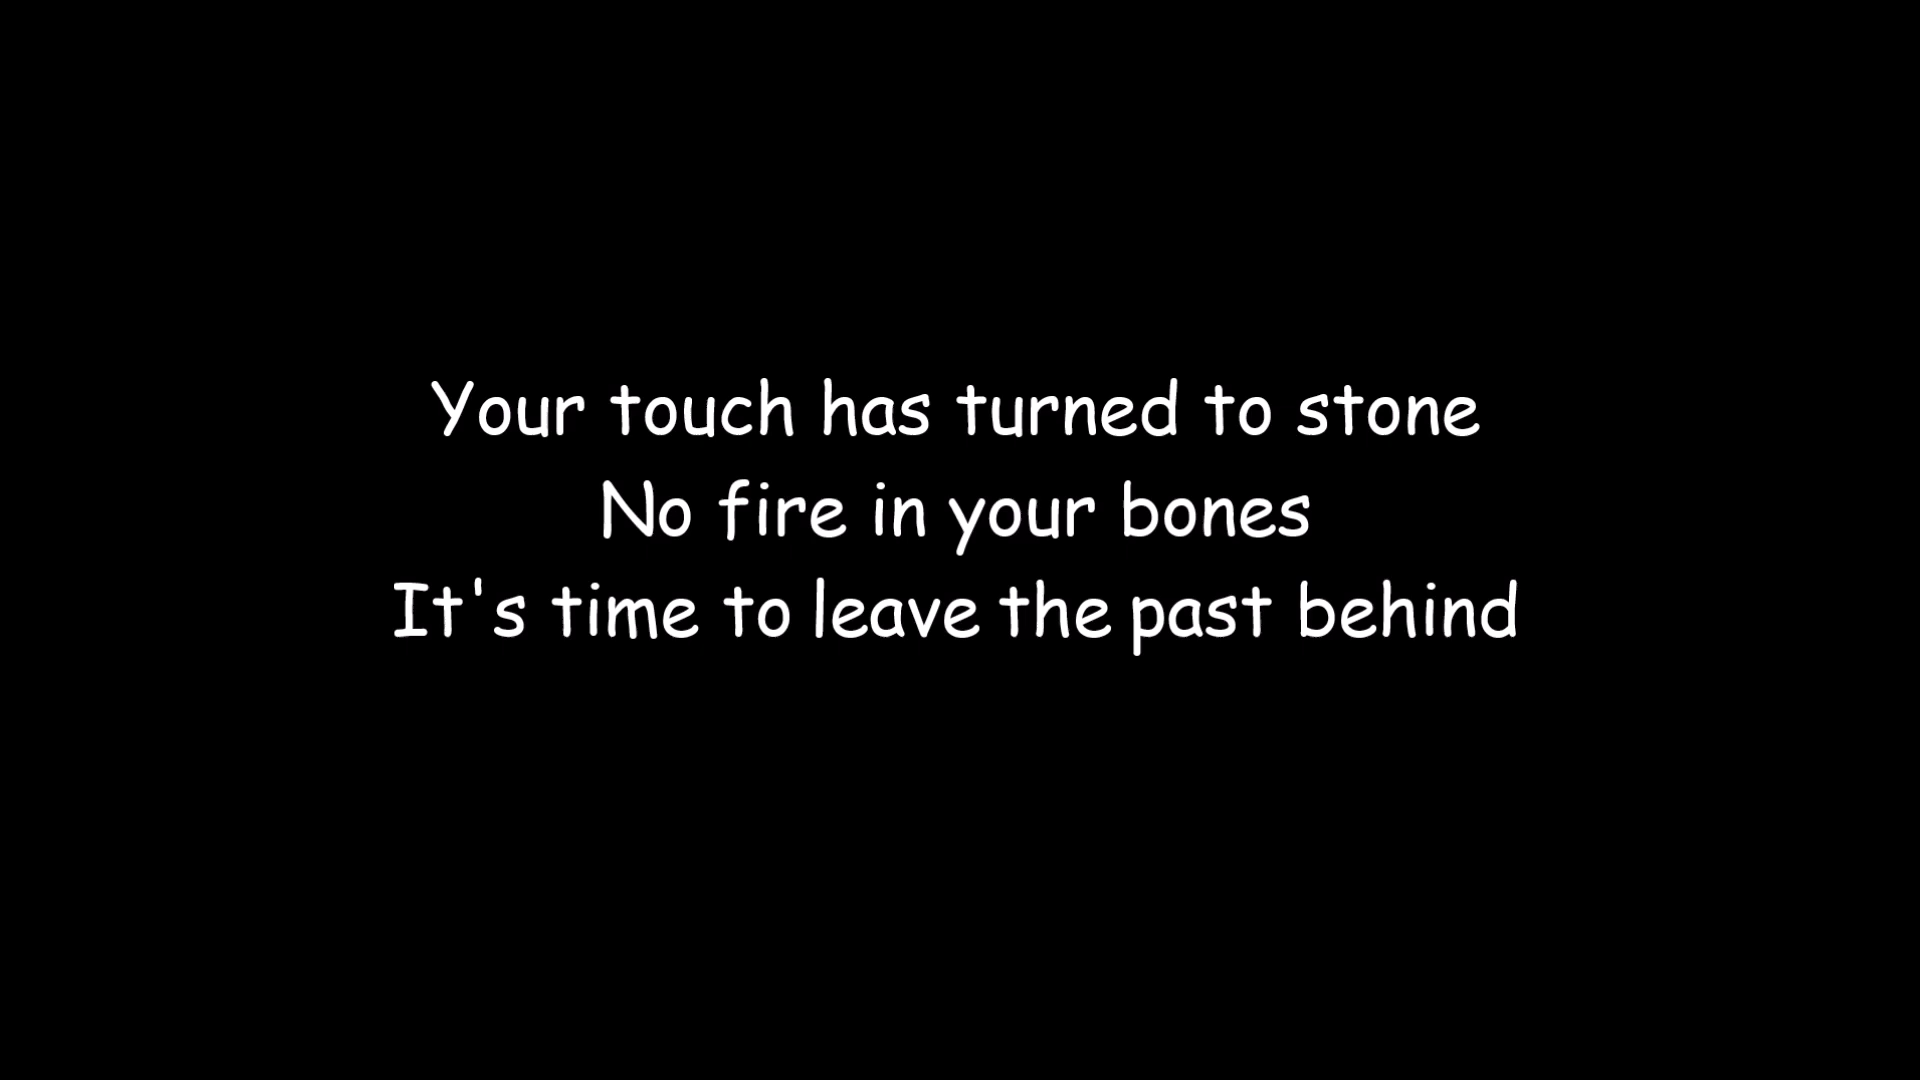 Your touch has turned to stone
No fire in your bones
It's time to leave the past behind